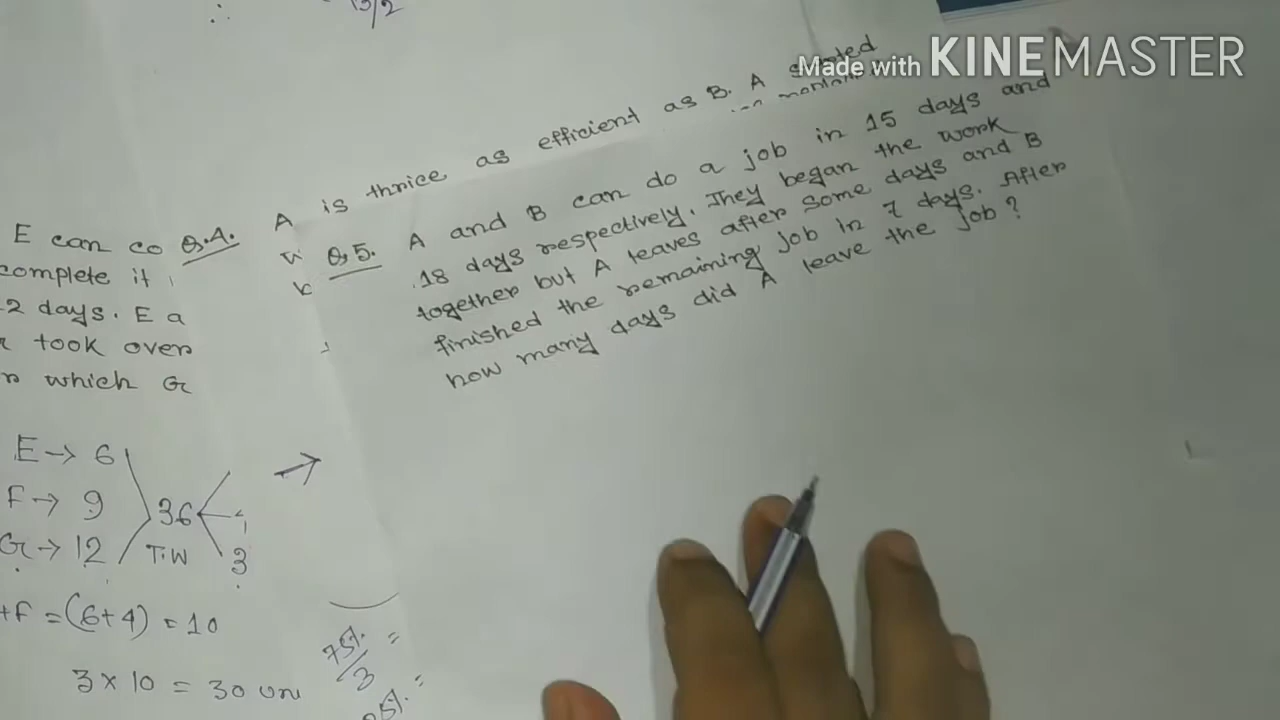 ∴ 13/2
Made with KINEMASTER
E can co
complete it
2 days. E a
took over
which G
E → 6
F → 9
G → 12
36
T.W
3
+F = (6+4) = 10
3 × 10 = 30 un
75%/3 =
Q.4. A is thrice as efficient as B. A
Q.5. A and B can do a job in 15 days and
18 days respectively. They began the work
together but A leaves after some days and B
finished the remaining job in 7 days. After
how many days did A leave the job?